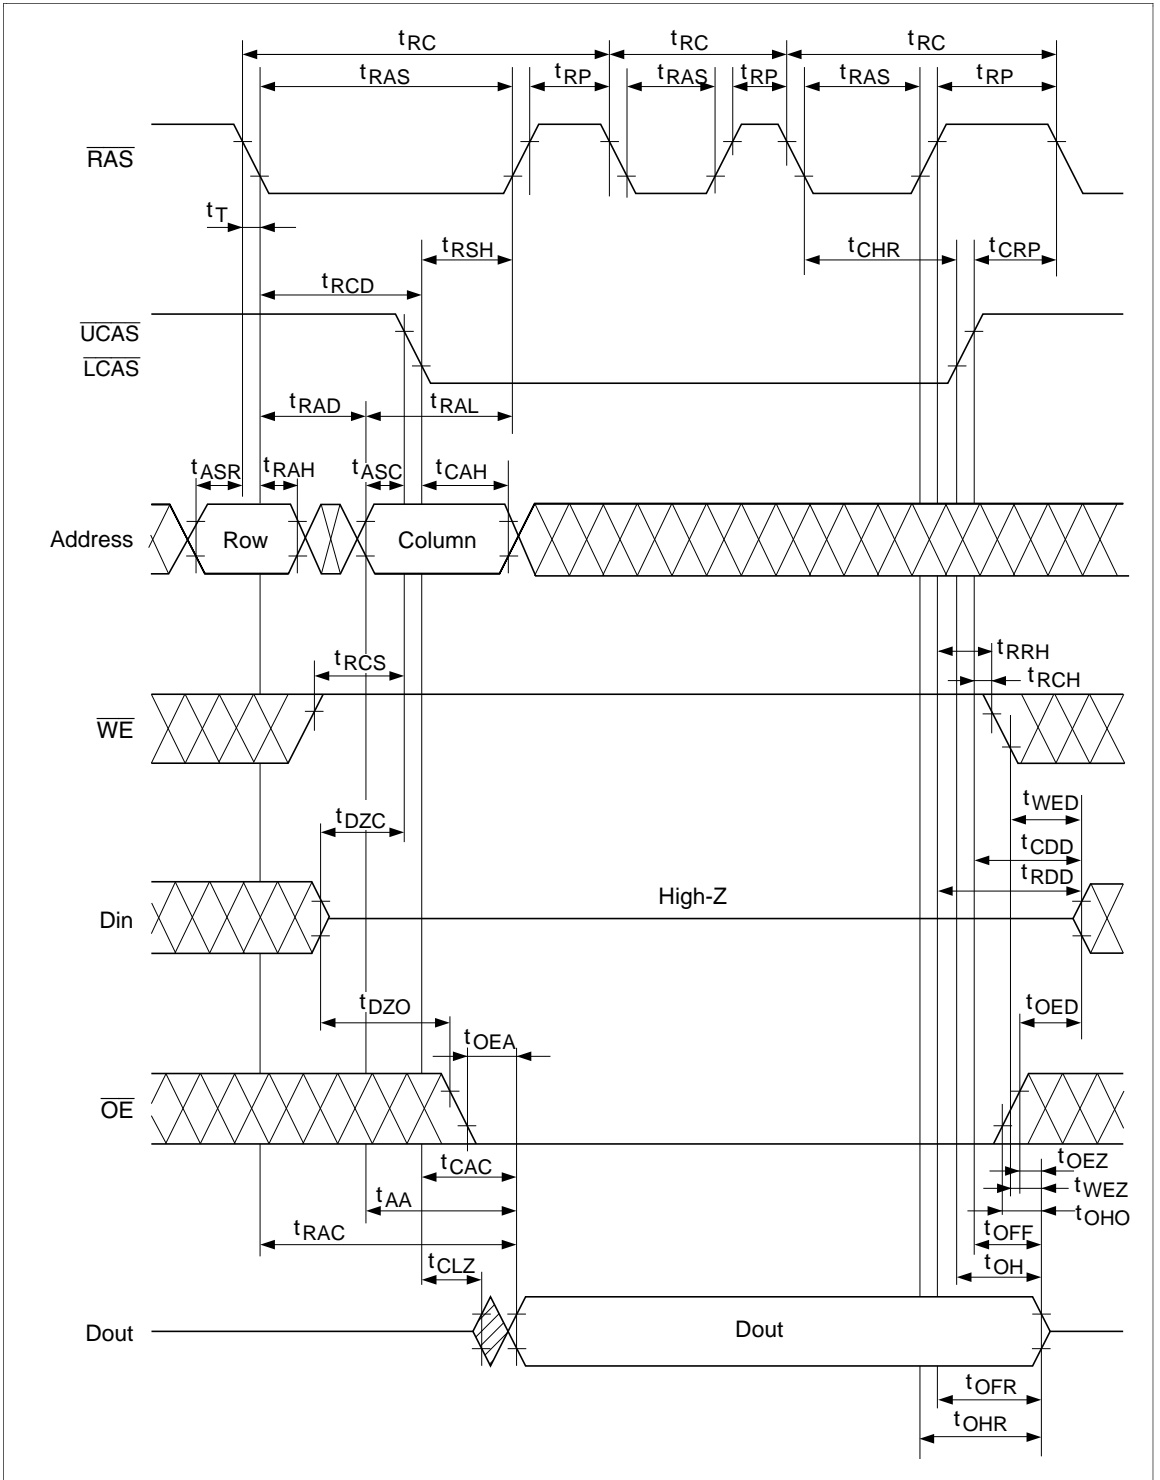 tRC tRC tRC
tRAS tRP tRAS tRP tRAS tRP
RAS
tT
tRSH tCHR tCRP
tRCD
UCAS
LCAS
tRAD tRAL
tASR tRAH tASC tCAH
Address Row Column
tRRH
tRCS
tRCH
WE
tWED
tDZC
tCDD
tRDD
High-Z
Din
tDZO tOED
tOEA
OE
tCAC tOEZ
tWEZ
tAA
tOHO
tRAC tOFF
tCLZ tOH
Dout Dout
tOFR
tOHR